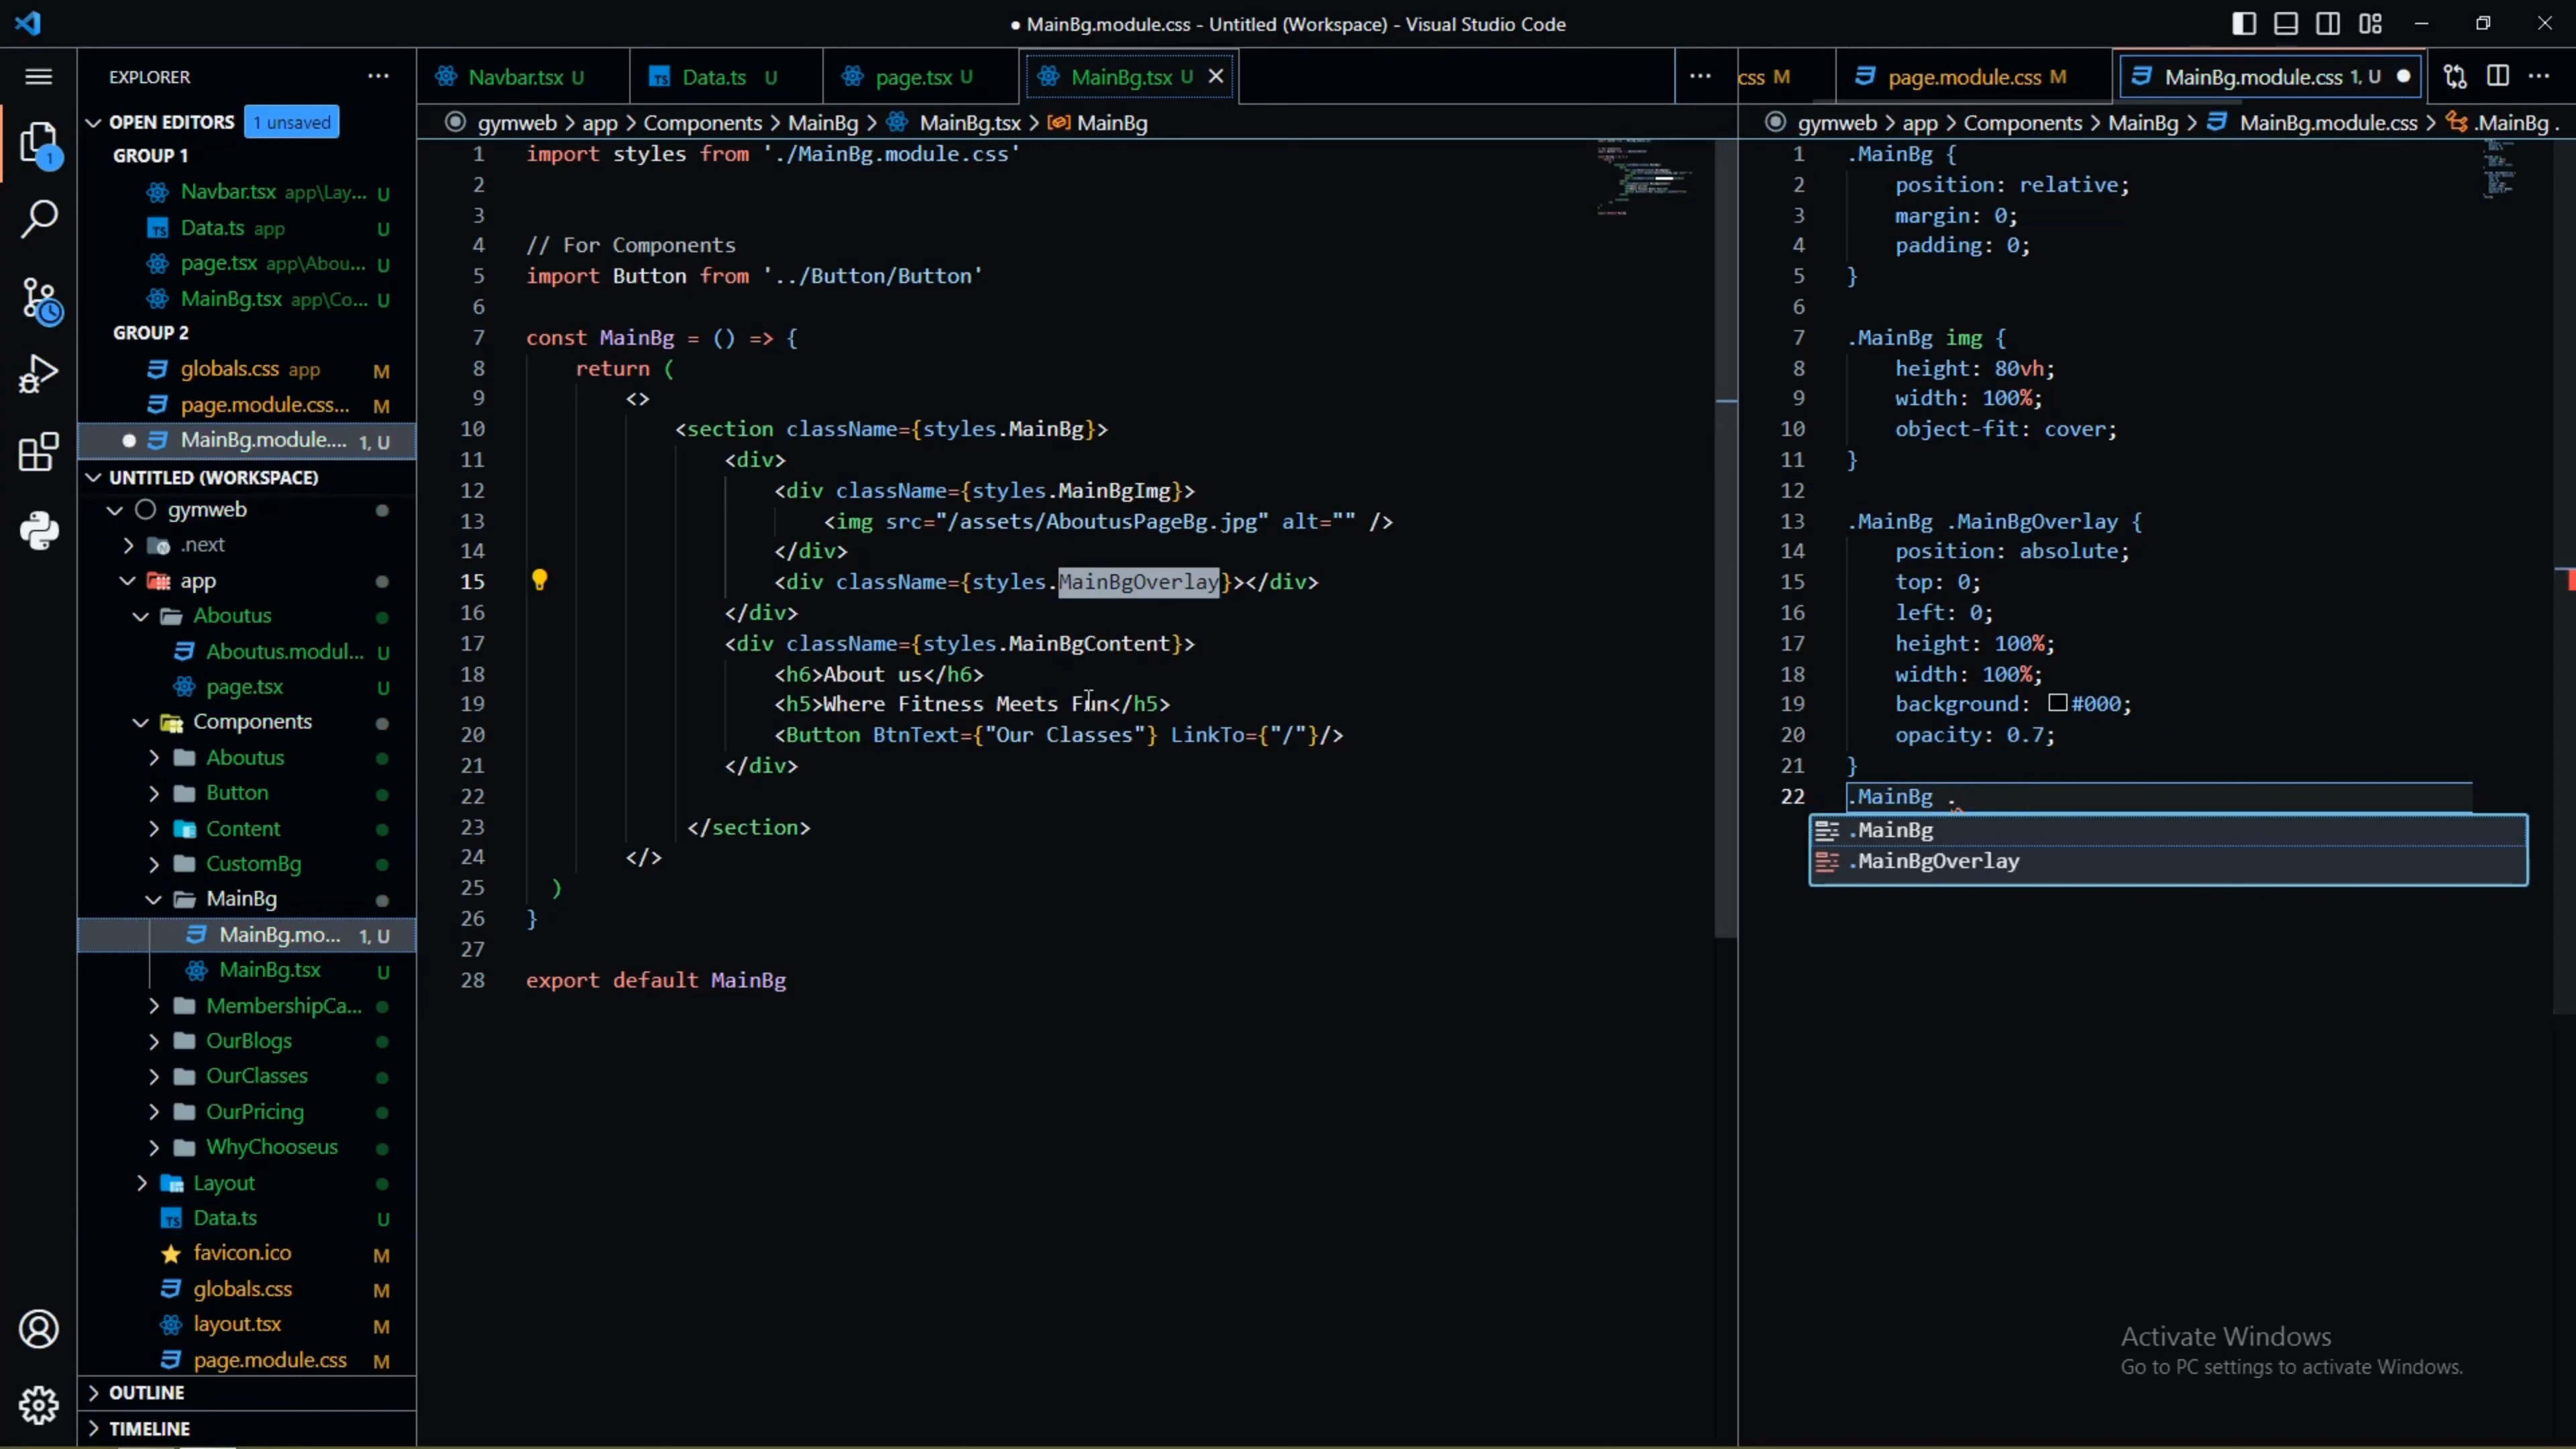 ● MainBg.module.css - Untitled (Workspace) - Visual Studio Code
EXPLORER
OPEN EDITORS 1 unsaved
GROUP 1
Navbar.tsx app\Lay... U
Data.ts app U
page.tsx app\Abou... U
MainBg.tsx app\Co... U
GROUP 2
globals.css app M
page.module.css... M
MainBg.module.... 1, U
UNTITLED (WORKSPACE)
gymweb
.next
app
Aboutus
Aboutus.modul... U
page.tsx U
Components
Aboutus
Button
Content
CustomBg
MainBg
MainBg.mo... 1, U
MainBg.tsx U
MembershipCa...
OurBlogs
OurClasses
OurPricing
WhyChooseus
Layout
Data.ts U
favicon.ico M
globals.css M
layout.tsx M
page.module.css M
OUTLINE
TIMELINE
1
Navbar.tsx U
TS Data.ts U
page.tsx U
MainBg.tsx U
gymweb > app > Components > MainBg > MainBg.tsx > MainBg
1 import styles from './MainBg.module.css'
2
3
4 // For Components
5 import Button from '../Button/Button'
6
7 const MainBg = () => {
8 return (
9 <>
10 <section className={styles.MainBg}>
11 <div>
12 <div className={styles.MainBgImg}>
13 <img src="/assets/AboutusPageBg.jpg" alt="" />
14 </div>
15 <div className={styles.MainBgOverlay}></div>
16 </div>
17 <div className={styles.MainBgContent}>
18 <h6>About us</h6>
19 <h5>Where Fitness Meets Fun</h5>
20 <Button BtnText={"Our Classes"} LinkTo={"/"}/>
21 </div>
22
23 </section>
24 </>
25 )
26 }
27
28 export default MainBg
css M
page.module.css M
MainBg.module.css 1, U
gymweb > app > Components > MainBg > MainBg.module.css > .MainBg .
1 .MainBg {
2 position: relative;
3 margin: 0;
4 padding: 0;
5 }
6
7 .MainBg img {
8 height: 80vh;
9 width: 100%;
10 object-fit: cover;
11 }
12
13 .MainBg .MainBgOverlay {
14 position: absolute;
15 top: 0;
16 left: 0;
17 height: 100%;
18 width: 100%;
19 background: #000;
20 opacity: 0.7;
21 }
22 .MainBg .
.MainBg
.MainBgOverlay
Activate Windows
Go to PC settings to activate Windows.